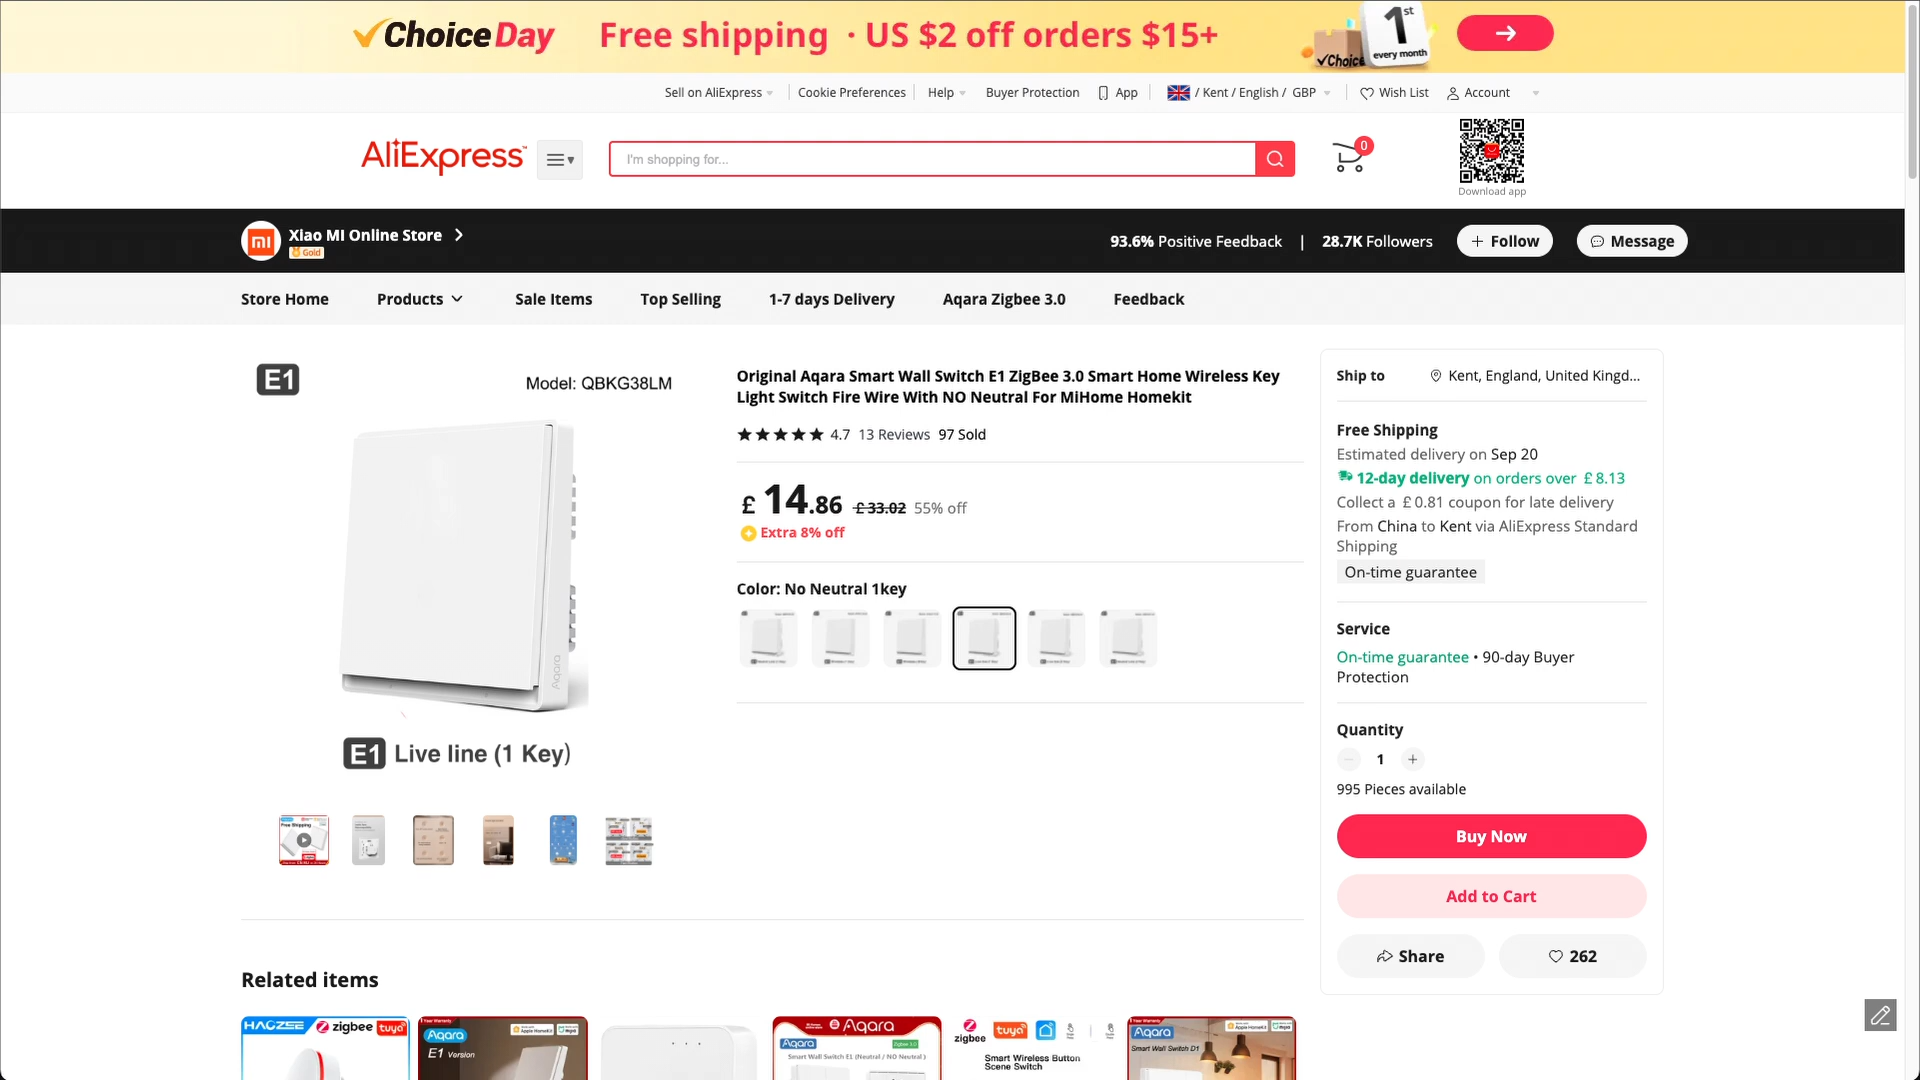 Choice Day
Free shipping · US $2 off orders $15+
Choice
1st
every month
Sell on AliExpress
Cookie Preferences
Help
Buyer Protection
App
/ Kent / English / GBP
Wish List
Account
AliExpress
I'm shopping for...
0
Download app
Xiao MI Online Store
Gold
93.6% Positive Feedback | 28.7K Followers
+ Follow
Message
Store Home
Products
Sale Items
Top Selling
1-7 days Delivery
Aqara Zigbee 3.0
Feedback
E1
Model: QBKG38LM
Aqara
E1 Live line (1 Key)
Original Aqara Smart Wall Switch E1 ZigBee 3.0 Smart Home Wireless Key
Light Switch Fire Wire With NO Neutral For MiHome Homekit
4.7 13 Reviews 97 Sold
£14.86 £33.02 55% off
Extra 8% off
Color: No Neutral 1key
Ship to
Kent, England, United Kingd...
Free Shipping
Estimated delivery on Sep 20
12-day delivery on orders over £8.13
Collect a £0.81 coupon for late delivery
From China to Kent via AliExpress Standard
Shipping
On-time guarantee
Service
On-time guarantee • 90-day Buyer
Protection
Quantity
− 1 +
995 Pieces available
Buy Now
Add to Cart
Share
262
Related items
HAOZEE zigbee tuya
Aqara
E1 Version
Aqara
Aqara
Smart Wall Switch E1 (Neutral / NO Neutral)
zigbee
tuya
Smart Wireless Button
Scene Switch
Aqara
Smart Wall Switch D1